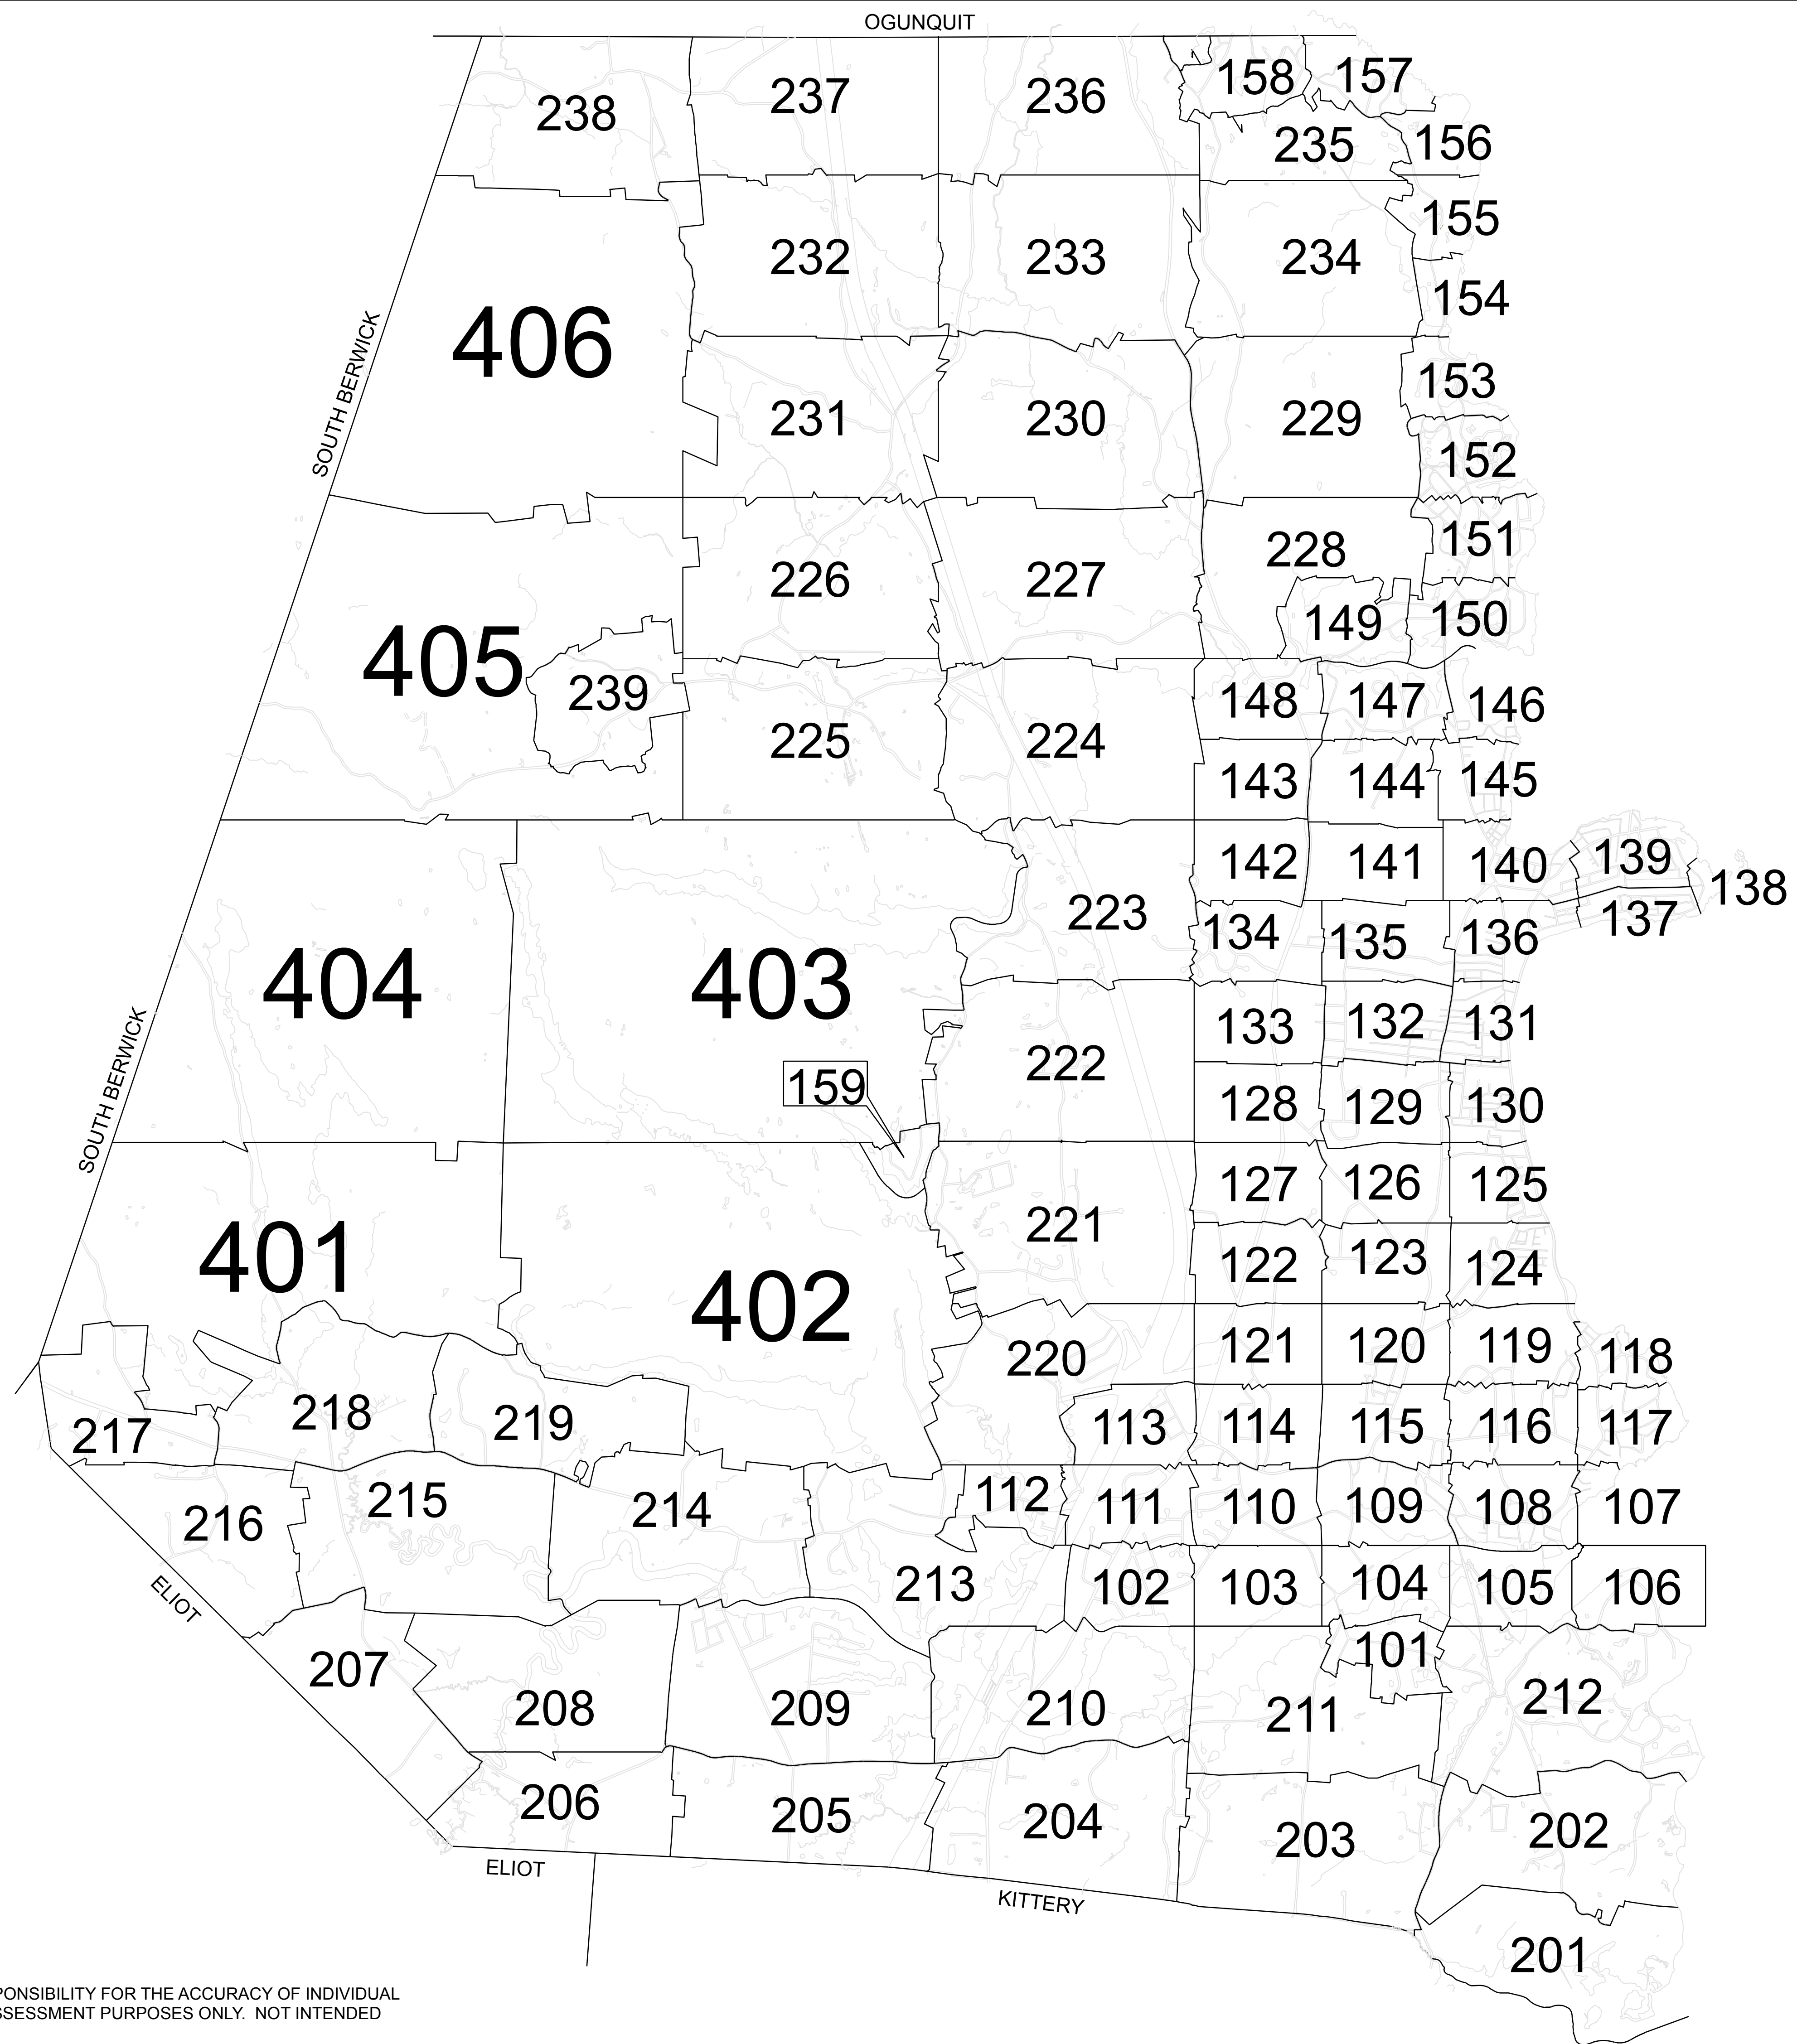 OGUNQUIT
238 237 236 158 157
235 156
155
232 233 234
154
SOUTH BERWICK
406
231 230 229 153
152
228 151
226 227
149 150
405
239
148 147 146
225 224
143 144 145
142 141 140 139
138
223 134 135 136 137
404 403
133 132 131
222
SOUTH BERWICK
159
128 129 130
127 126 125
401 221
122 123 124
402
220 121 120 119 118
217 218 219 113 114 115 116 117
216 215 214 112 111 110 109 108 107
ELIOT
213 102 103 104 105 106
101
207 208 209 210 211 212
206 205 204 203 202
ELIOT
KITTERY
201
PONSIBILITY FOR THE ACCURACY OF INDIVIDUAL
SSESSMENT PURPOSES ONLY. NOT INTENDED